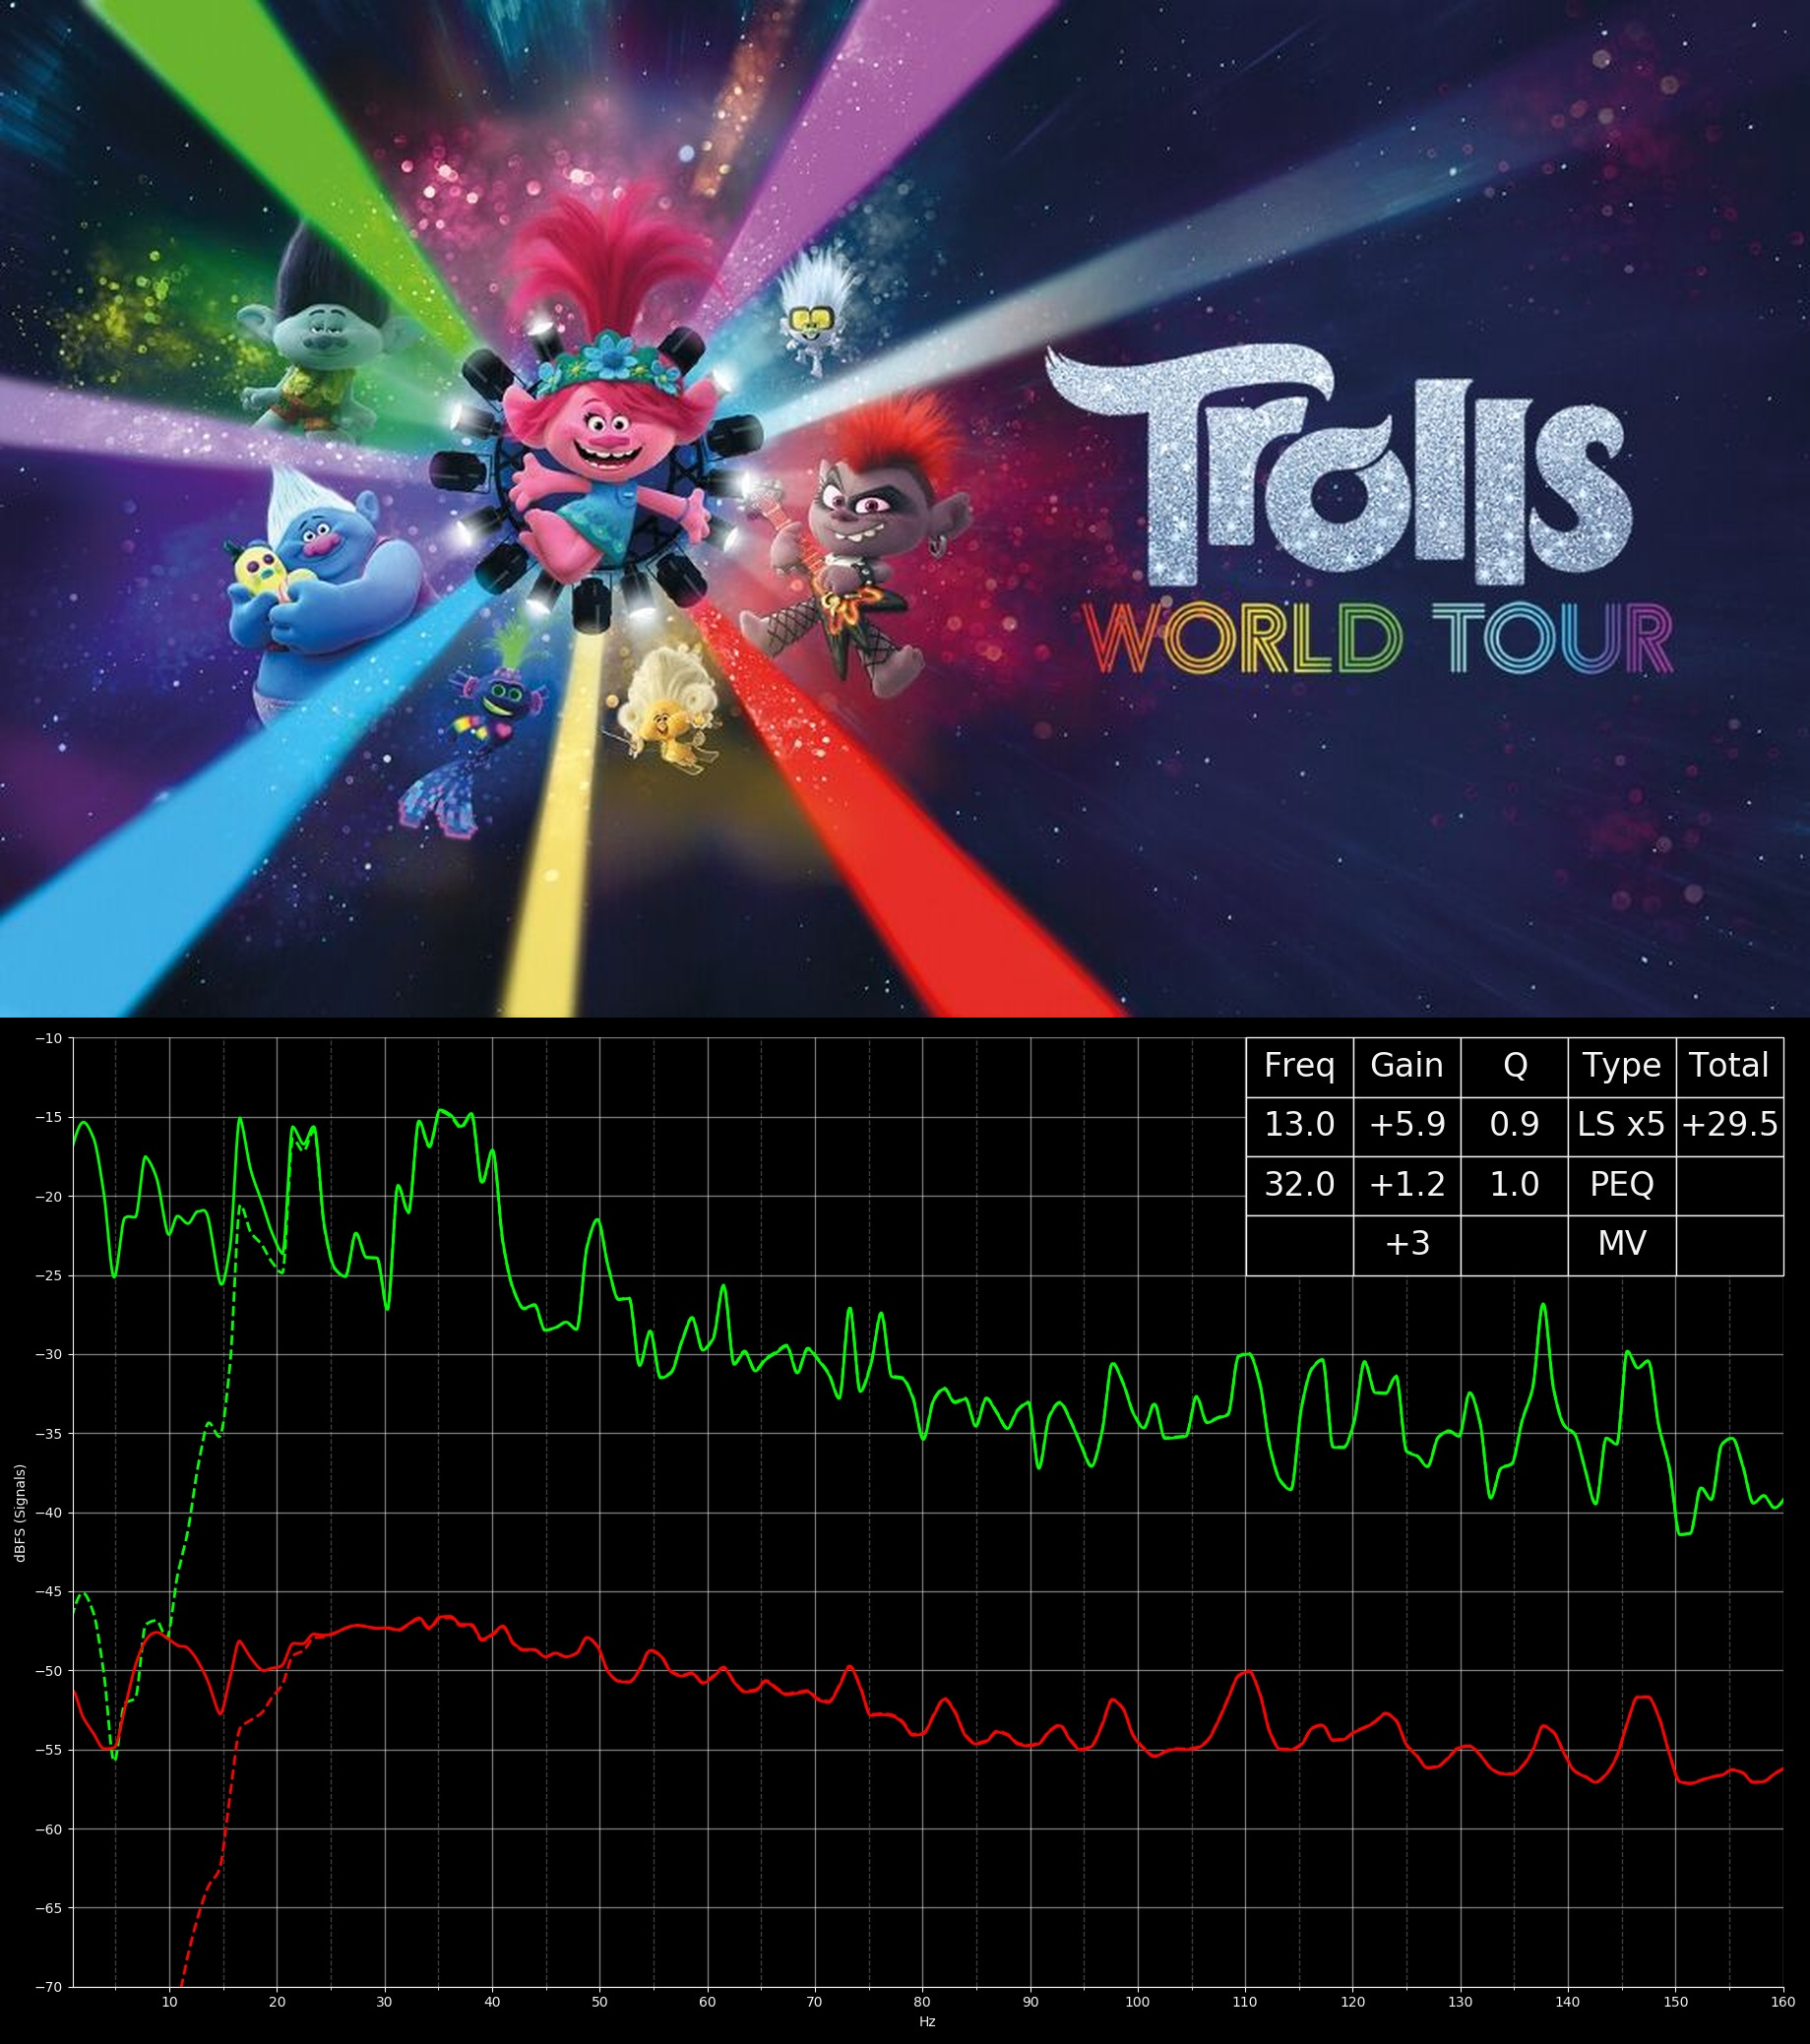 Trolls
WORLD TOUR
Freq Gain Q Type Total
13.0 +5.9 0.9 LS x5 +29.5
32.0 +1.2 1.0 PEQ
+3 MV
−10
−15
−20
−25
−30
−35
−40
−45
−50
−55
−60
−65
−70
dBFS (Signals)
10 20 30 40 50 60 70 80 90 100 110 120 130 140 150 160
Hz